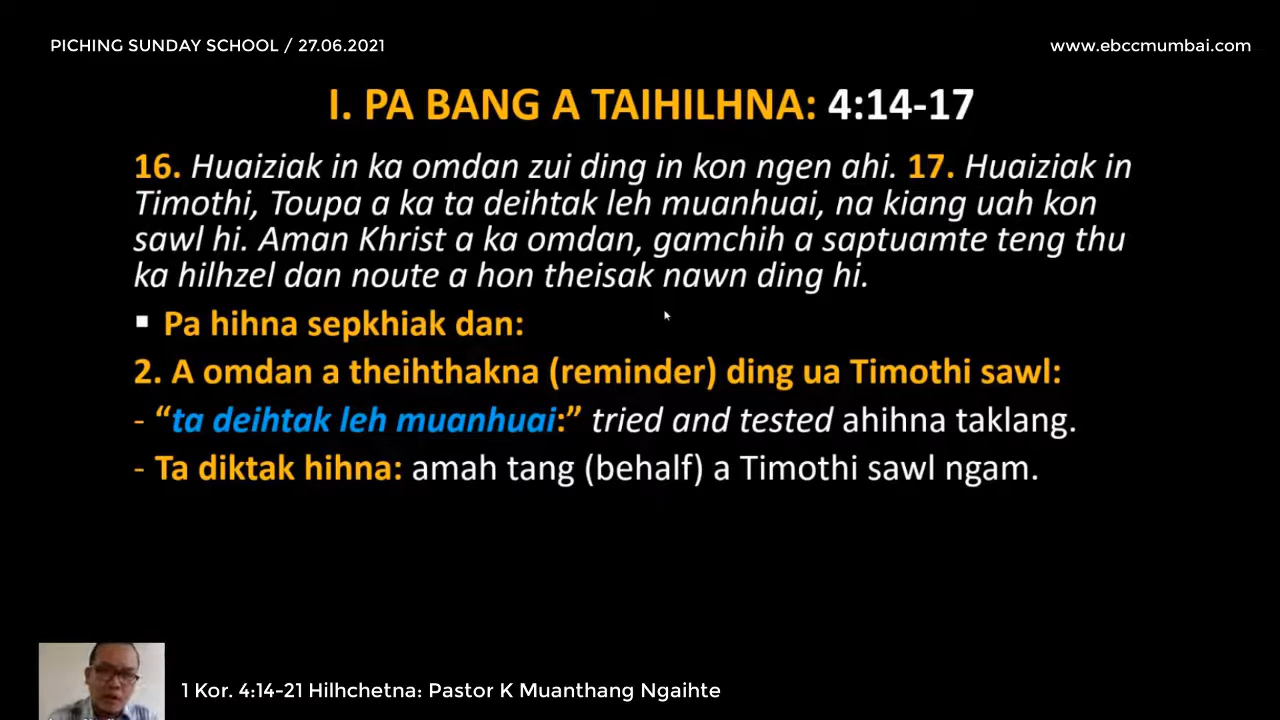 PICHING SUNDAY SCHOOL / 27.06.2021
www.ebccmumbai.com
I. PA BANG A TAIHILHNA: 4:14-17
16. Huaiziak in ka omdan zui ding in kon ngen ahi. 17. Huaiziak in
Timothi, Toupa a ka ta deihtak leh muanhuai, na kiang uah kon
sawl hi. Aman Khrist a ka omdan, gamchih a saptuamte teng thu
ka hilhzel dan noute a hon theisak nawn ding hi.
▪ Pa hihna sepkhiak dan:
2. A omdan a theihthakna (reminder) ding ua Timothi sawl:
- “ta deihtak leh muanhuai:” tried and tested ahihna taklang.
- Ta diktak hihna: amah tang (behalf) a Timothi sawl ngam.
1 Kor. 4:14-21 Hilhchetna: Pastor K Muanthang Ngaihte